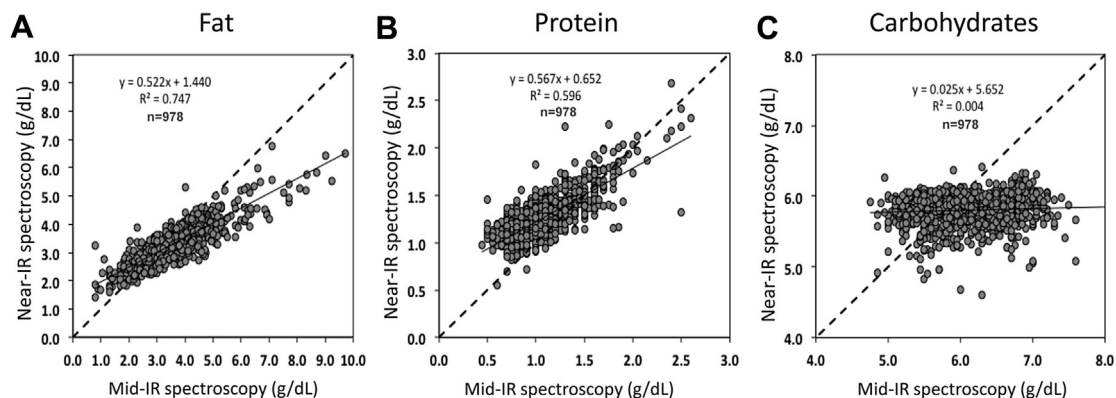 A Fat
Near-IR spectroscopy (g/dL)
10.0
9.0
8.0
7.0
6.0
5.0
4.0
3.0
2.0
1.0
0.0
y = 0.522x + 1.440
R² = 0.747
n=978
0.0 1.0 2.0 3.0 4.0 5.0 6.0 7.0 8.0 9.0 10.0
Mid-IR spectroscopy (g/dL)
B Protein
Near-IR spectroscopy (g/dL)
3.0
2.5
2.0
1.5
1.0
0.5
0.0
y = 0.567x + 0.652
R² = 0.596
n=978
0.0 0.5 1.0 1.5 2.0 2.5 3.0
Mid-IR spectroscopy (g/dL)
C Carbohydrates
Near-IR spectroscopy (g/dL)
8.0
7.0
6.0
5.0
4.0
y = 0.025x + 5.652
R² = 0.004
n=978
4.0 5.0 6.0 7.0 8.0
Mid-IR spectroscopy (g/dL)